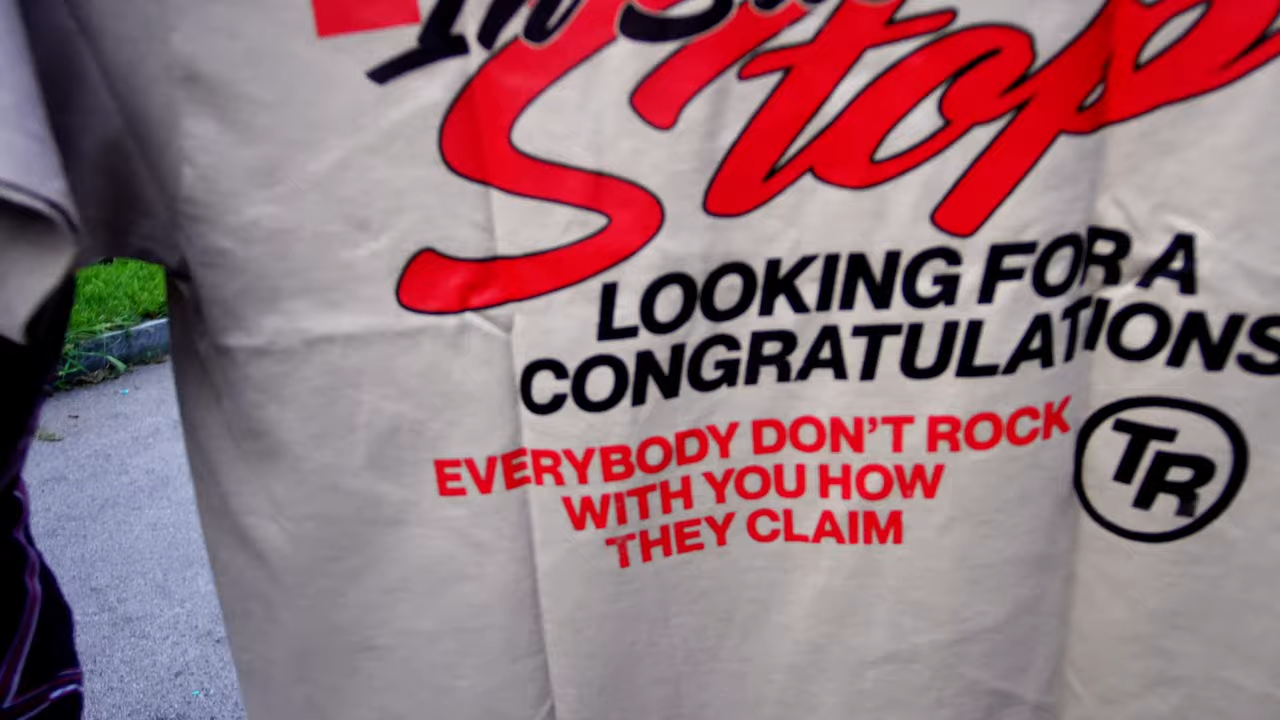 Stop
LOOKING FOR A
CONGRATULATIONS
EVERYBODY DON'T ROCK
WITH YOU HOW
THEY CLAIM
TR